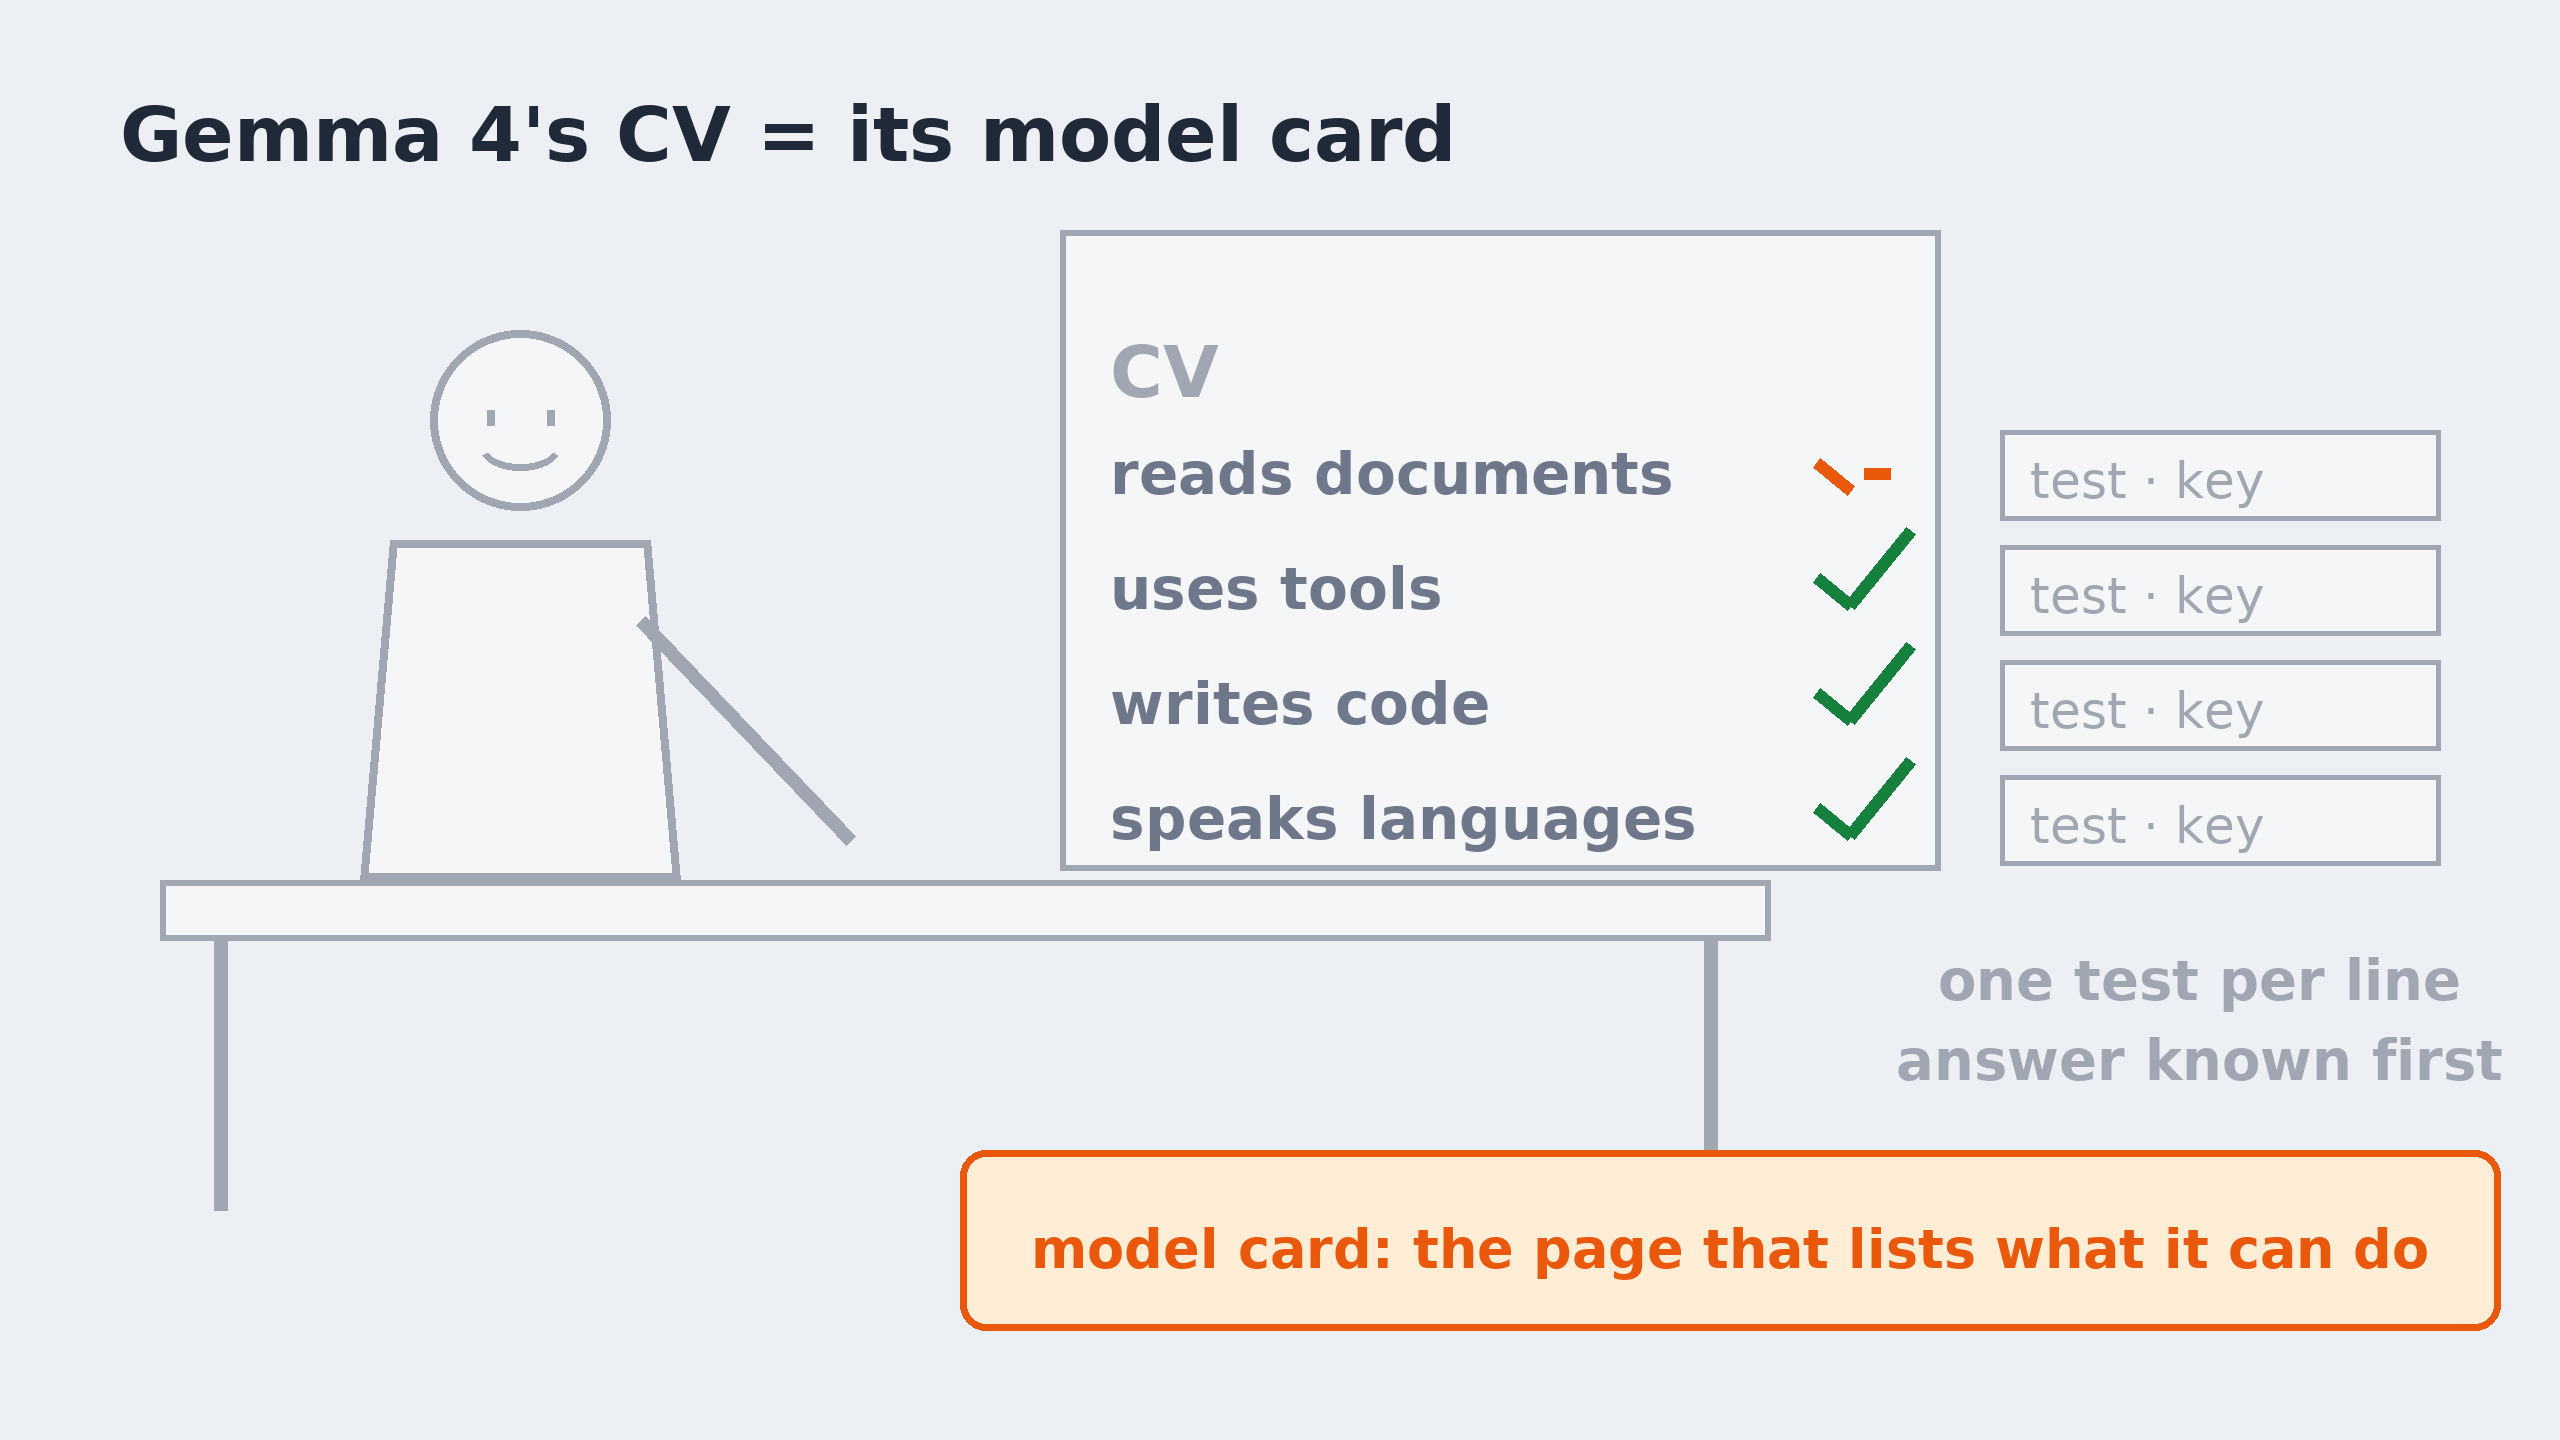 Gemma 4's CV = its model card
CV
reads documents
test · key
uses tools
test · key
writes code
test · key
speaks languages
test · key
one test per line
answer known first
model card: the page that lists what it can do